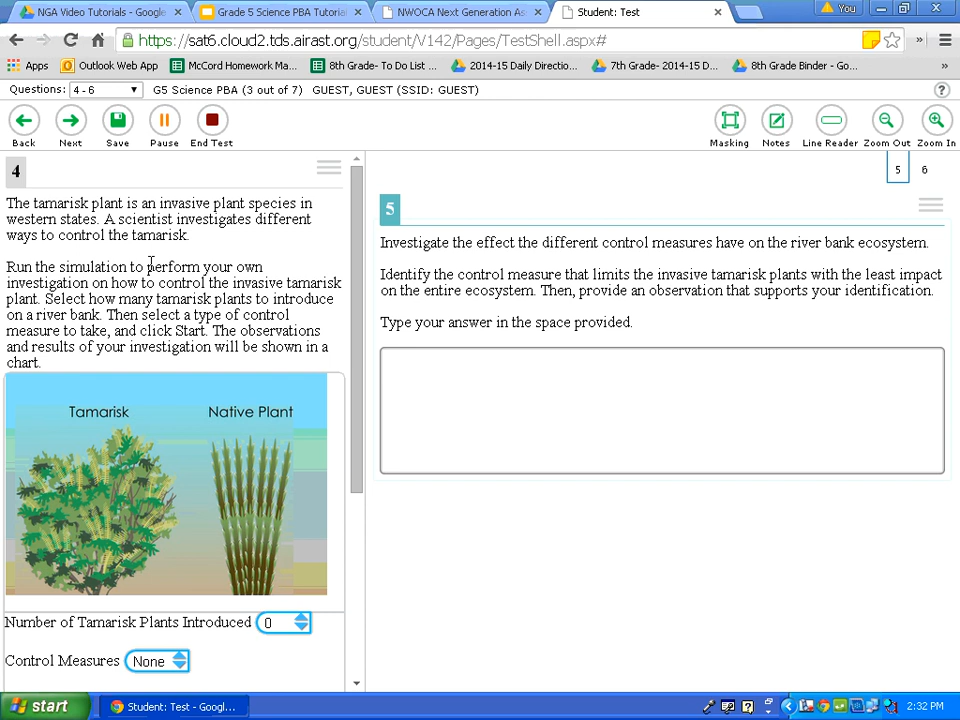 NGA Video Tutorials - Google
Grade 5 Science PBA Tutorial
NWOCA Next Generation As
Student: Test
You
https://sat6.cloud2.tds.airast.org/student/V142/Pages/TestShell.aspx#
Apps
Outlook Web App
McCord Homework Ma...
8th Grade- To Do List ...
2014-15 Daily Directio...
7th Grade- 2014-15 D...
8th Grade Binder - Go...
»
Questions: 4 - 6
G5 Science PBA (3 out of 7)
GUEST, GUEST (SSID: GUEST)
Back
Next
Save
Pause
End Test
Masking
Notes
Line Reader
Zoom Out
Zoom In
4
The tamarisk plant is an invasive plant species in
western states. A scientist investigates different
ways to control the tamarisk.
Run the simulation to perform your own
investigation on how to control the invasive tamarisk
plant. Select how many tamarisk plants to introduce
on a river bank. Then select a type of control
measure to take, and click Start. The observations
and results of your investigation will be shown in a
chart.
Tamarisk
Native Plant
Number of Tamarisk Plants Introduced 0
Control Measures None
5 6
5
Investigate the effect the different control measures have on the river bank ecosystem.
Identify the control measure that limits the invasive tamarisk plants with the least impact
on the entire ecosystem. Then, provide an observation that supports your identification.
Type your answer in the space provided.
start
Student: Test - Googl...
2:32 PM